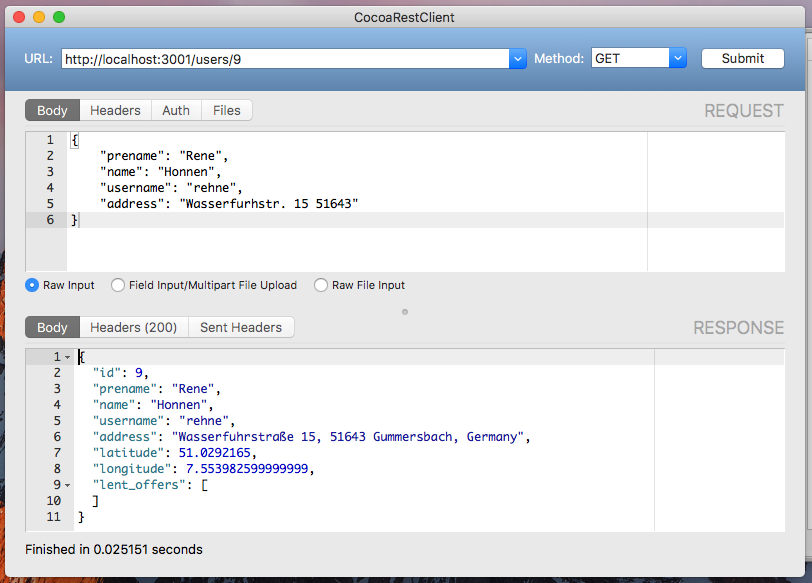 CocoaRestClient
URL: http://localhost:3001/users/9 Method: GET Submit
Body Headers Auth Files REQUEST
1 {
2 "prename": "Rene",
3 "name": "Honnen",
4 "username": "rehne",
5 "address": "Wasserfurhstr. 15 51643"
6 }
Raw Input Field Input/Multipart File Upload Raw File Input
Body Headers (200) Sent Headers RESPONSE
1 {
2 "id": 9,
3 "prename": "Rene",
4 "name": "Honnen",
5 "username": "rehne",
6 "address": "Wasserfuhrstraße 15, 51643 Gummersbach, Germany",
7 "latitude": 51.0292165,
8 "longitude": 7.553982599999999,
9 "lent_offers": [
10 ]
11 }
Finished in 0.025151 seconds